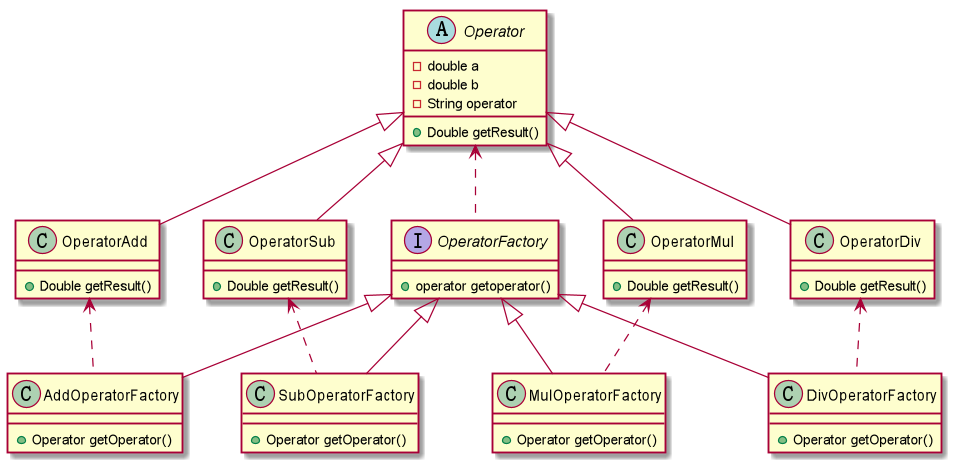 A Operator
double a
double b
String operator
Double getResult()
C OperatorAdd
C OperatorSub
I OperatorFactory
C OperatorMul
C OperatorDiv
Double getResult()
Double getResult()
operator getoperator()
Double getResult()
Double getResult()
C AddOperatorFactory
C SubOperatorFactory
C MulOperatorFactory
C DivOperatorFactory
Operator getOperator()
Operator getOperator()
Operator getOperator()
Operator getOperator()